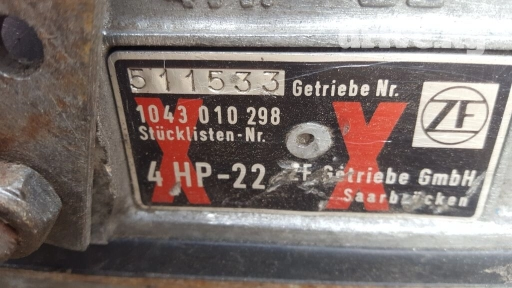 511533 Getriebe Nr.
1043 010 298
Stücklisten-Nr.
ZF
4 HP-22 ZF Getriebe GmbH
Saarbrücken
X X